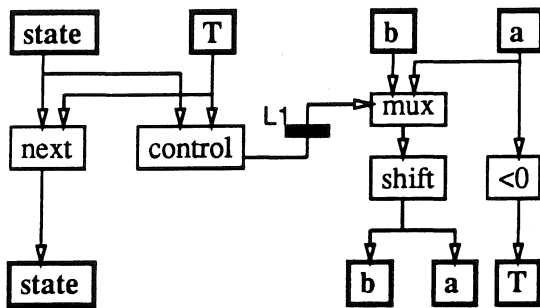 state T b a
L1
mux
next control
shift <0
state b a T